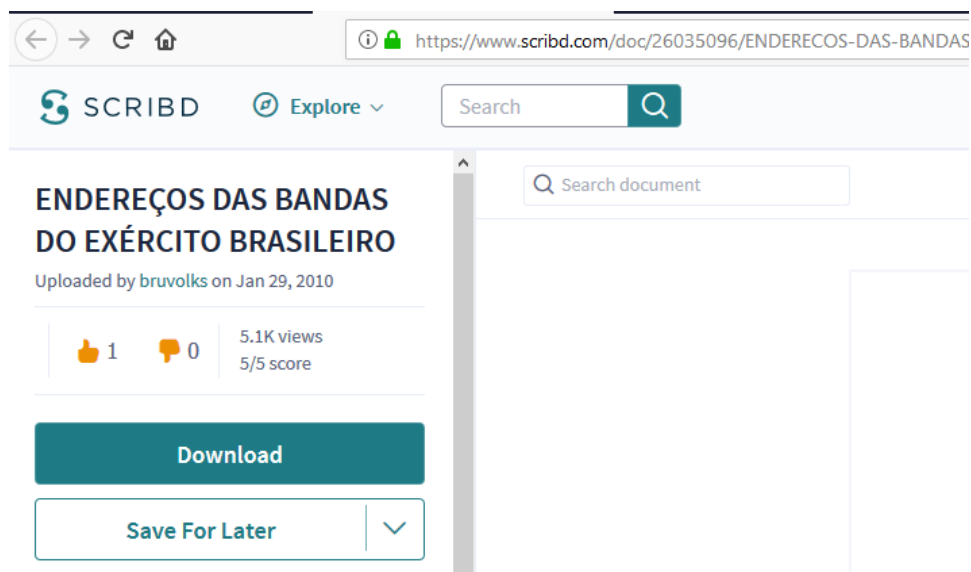 https://www.scribd.com/doc/26035096/ENDERECOS-DAS-BANDAS
SCRIBD Explore Search
Search document
ENDEREÇOS DAS BANDAS
DO EXÉRCITO BRASILEIRO
Uploaded by bruvolks on Jan 29, 2010
1 0 5.1K views
5/5 score
Download
Save For Later